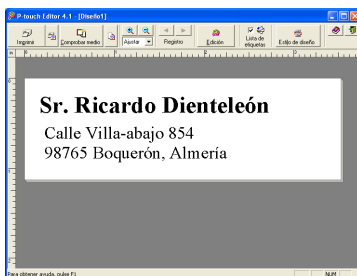 P-touch Editor 4.1 - [Diseño1]
Imprimir Comprobar medio Ajustar Registro Edición Lista de etiquetas Estilo de diseño
Sr. Ricardo Dienteleón
Calle Villa-abajo 854
98765 Boquerón, Almería
Para obtener ayuda, pulse F1 NUM